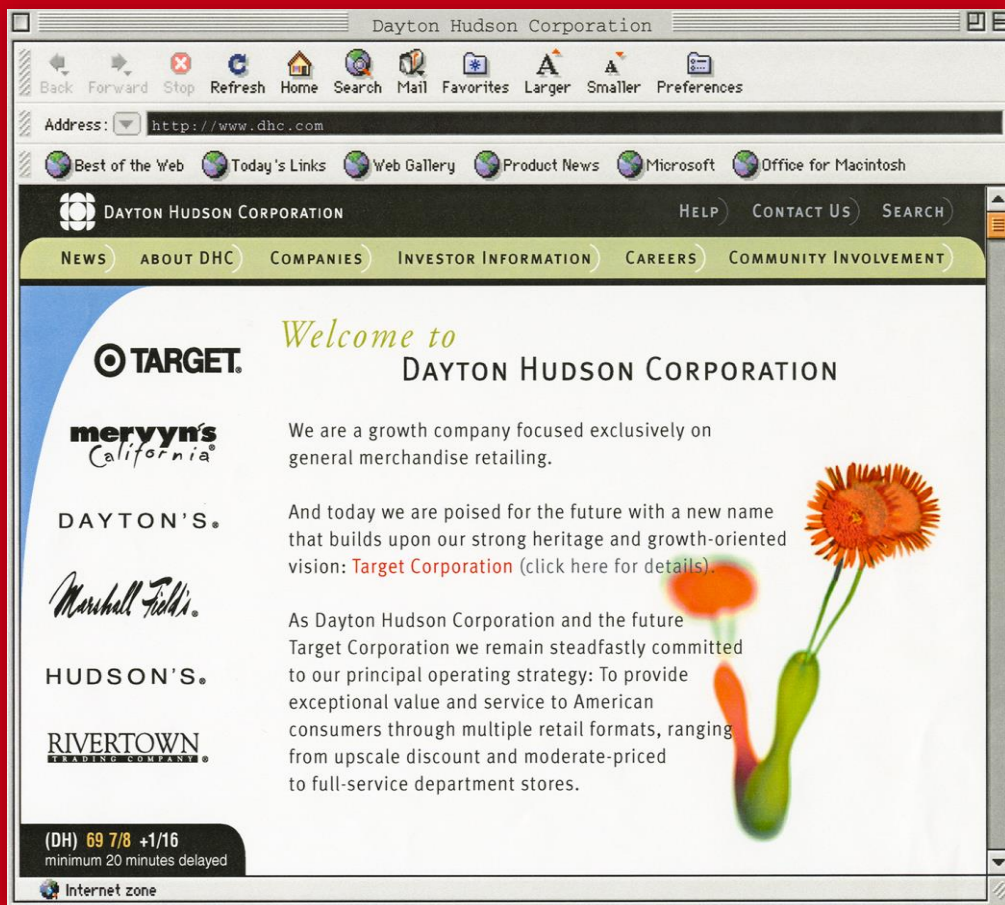 Dayton Hudson Corporation
Back Forward Stop Refresh Home Search Mail Favorites Larger Smaller Preferences
Address: http://www.dhc.com
Best of the Web Today's Links Web Gallery Product News Microsoft Office for Macintosh
DAYTON HUDSON CORPORATION HELP CONTACT US SEARCH
NEWS ABOUT DHC COMPANIES INVESTOR INFORMATION CAREERS COMMUNITY INVOLVEMENT
TARGET.
mervyn's
California®
DAYTON'S®
Marshall Field's®
HUDSON'S®
RIVERTOWN
TRADING COMPANY®
Welcome to
DAYTON HUDSON CORPORATION
We are a growth company focused exclusively on
general merchandise retailing.
And today we are poised for the future with a new name
that builds upon our strong heritage and growth-oriented
vision: Target Corporation (click here for details).
As Dayton Hudson Corporation and the future
Target Corporation we remain steadfastly committed
to our principal operating strategy: To provide
exceptional value and service to American
consumers through multiple retail formats, ranging
from upscale discount and moderate-priced
to full-service department stores.
(DH) 69 7/8 +1/16
minimum 20 minutes delayed
Internet zone